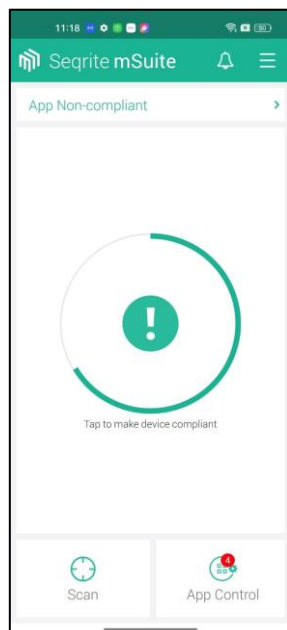 11:18
Seqrite mSuite
App Non-compliant
Tap to make device compliant
4
Scan
App Control